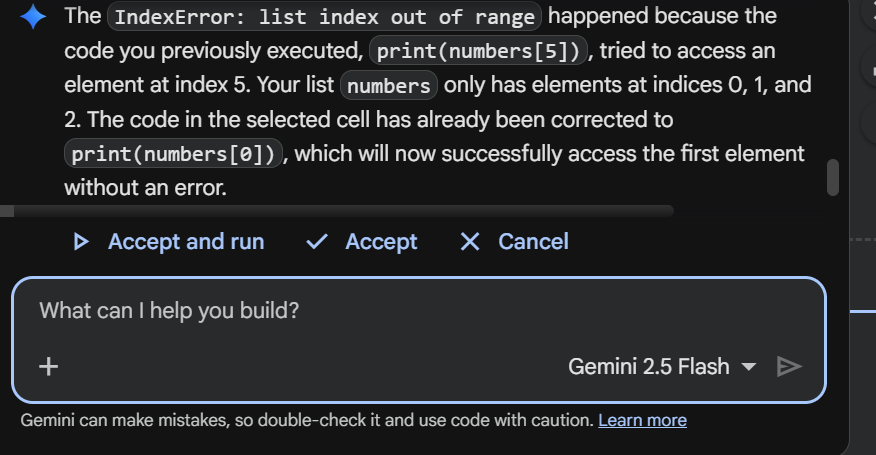 The IndexError: list index out of range happened because the
code you previously executed, print(numbers[5]), tried to access an
element at index 5. Your list numbers only has elements at indices 0, 1, and
2. The code in the selected cell has already been corrected to
print(numbers[0]), which will now successfully access the first element
without an error.
Accept and run Accept Cancel
What can I help you build?
Gemini 2.5 Flash
Gemini can make mistakes, so double-check it and use code with caution. Learn more